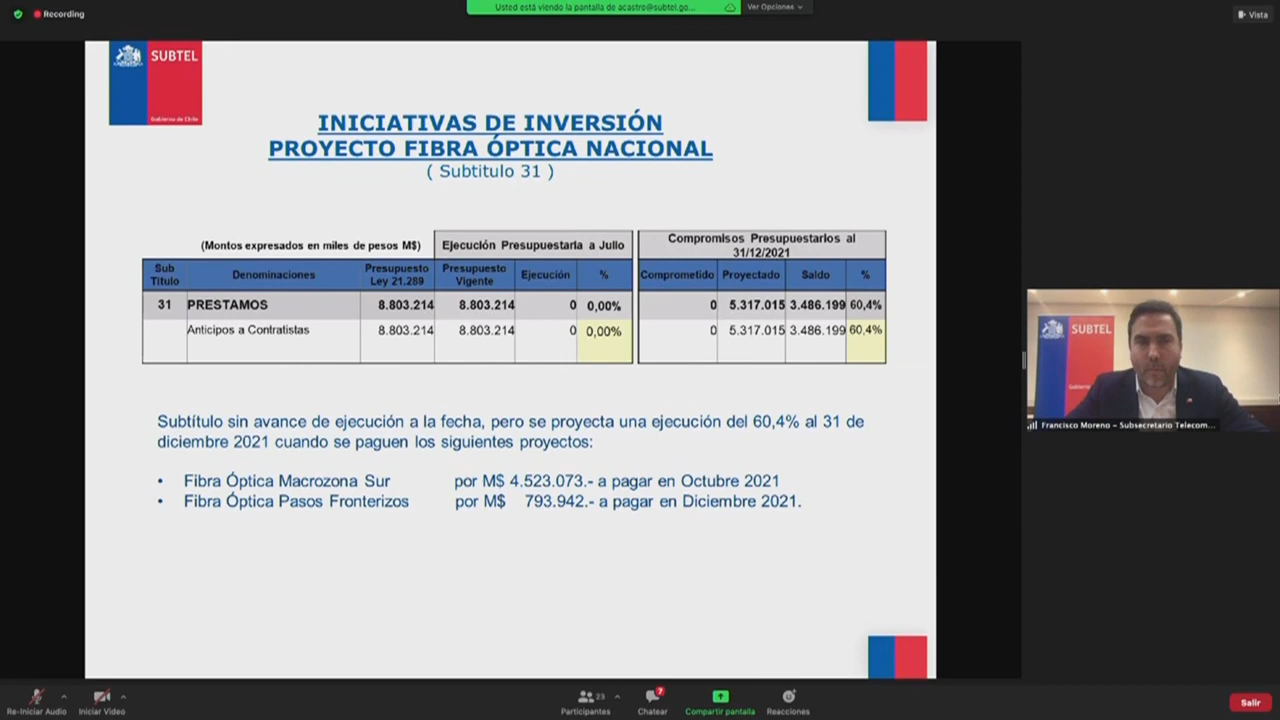 Recording
Usted está viendo la pantalla de acastro@subtel.go...
Ver Opciones
Vista
SUBTEL
Gobierno de Chile
INICIATIVAS DE INVERSIÓN
PROYECTO FIBRA ÓPTICA NACIONAL
( Subtitulo 31 )
(Montos expresados en miles de pesos M$) Ejecución Presupuestaria a Julio Compromisos Presupuestarios al
31/12/2021
Sub Titulo Denominaciones Presupuesto Ley 21.289 Presupuesto Vigente Ejecución % Comprometido Proyectado Saldo %
31 PRESTAMOS 8.803.214 8.803.214 0 0,00% 0 5.317.015 3.486.199 60,4%
Anticipos a Contratistas 8.803.214 8.803.214 0 0,00% 0 5.317.015 3.486.199 60,4%
Subtítulo sin avance de ejecución a la fecha, pero se proyecta una ejecución del 60,4% al 31 de
diciembre 2021 cuando se paguen los siguientes proyectos:
• Fibra Óptica Macrozona Sur por M$ 4.523.073.- a pagar en Octubre 2021
• Fibra Óptica Pasos Fronterizos por M$ 793.942.- a pagar en Diciembre 2021.
SUBTEL
Francisco Moreno – Subsecretario Telecom...
Re-Iniciar Audio
Iniciar Video
23
Participantes
7
Chatear
Compartir pantalla
Reacciones
Salir